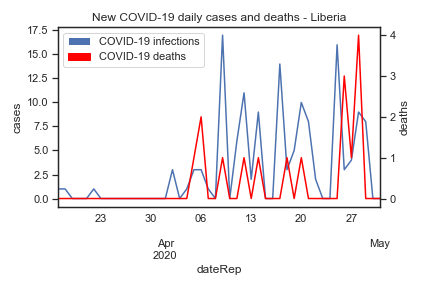 New COVID-19 daily cases and deaths - Liberia
COVID-19 infections
COVID-19 deaths
17.5
15.0
12.5
10.0
7.5
5.0
2.5
0.0
cases
4
3
2
1
0
deaths
23 30 06 13 20 27
Apr May
2020
dateRep